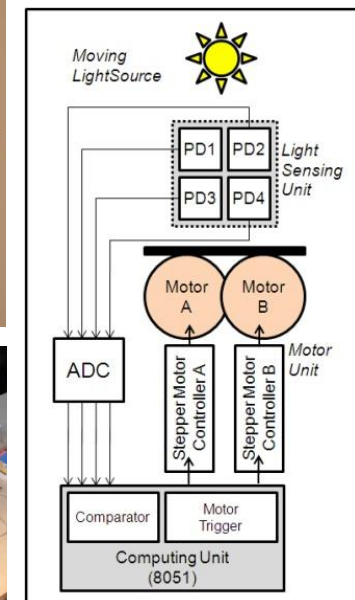 Moving
LightSource
PD1 PD2
PD3 PD4
Light
Sensing
Unit
Motor
A
Motor
B
Motor
Unit
ADC
Stepper Motor
Controller A
Stepper Motor
Controller B
Comparator
Motor
Trigger
Computing Unit
(8051)